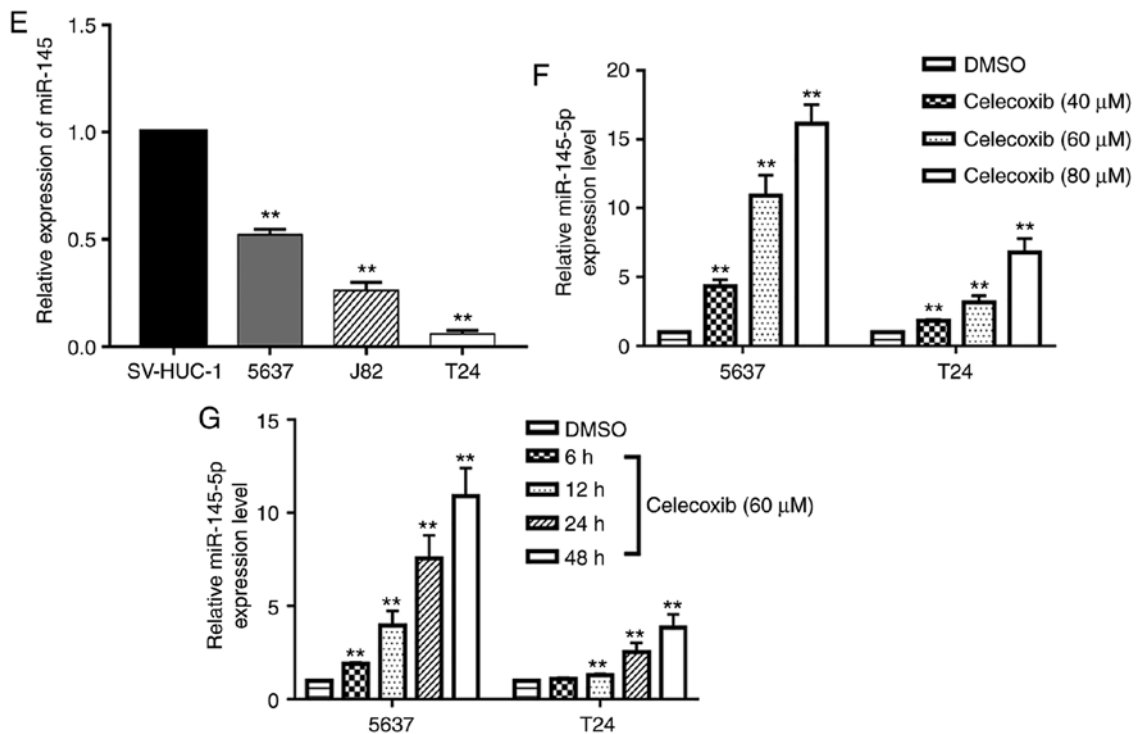 E
Relative expression of miR-145
1.5
1.0
0.5
0.0
**
**
**
SV-HUC-1 5637 J82 T24
F
Relative miR-145-5p
expression level
20
15
10
5
0
**
**
**
**
**
**
5637 T24
DMSO
Celecoxib (40 μM)
Celecoxib (60 μM)
Celecoxib (80 μM)
G
Relative miR-145-5p
expression level
15
10
5
0
**
**
**
**
**
**
**
5637 T24
DMSO
6 h
12 h
24 h
48 h
Celecoxib (60 μM)